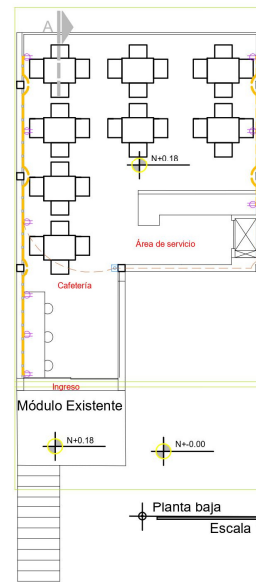 A
N+0.18
Área de servicio
Cafetería
Ingreso
Módulo Existente
N+0.18
N+-0.00
Planta baja
Escala